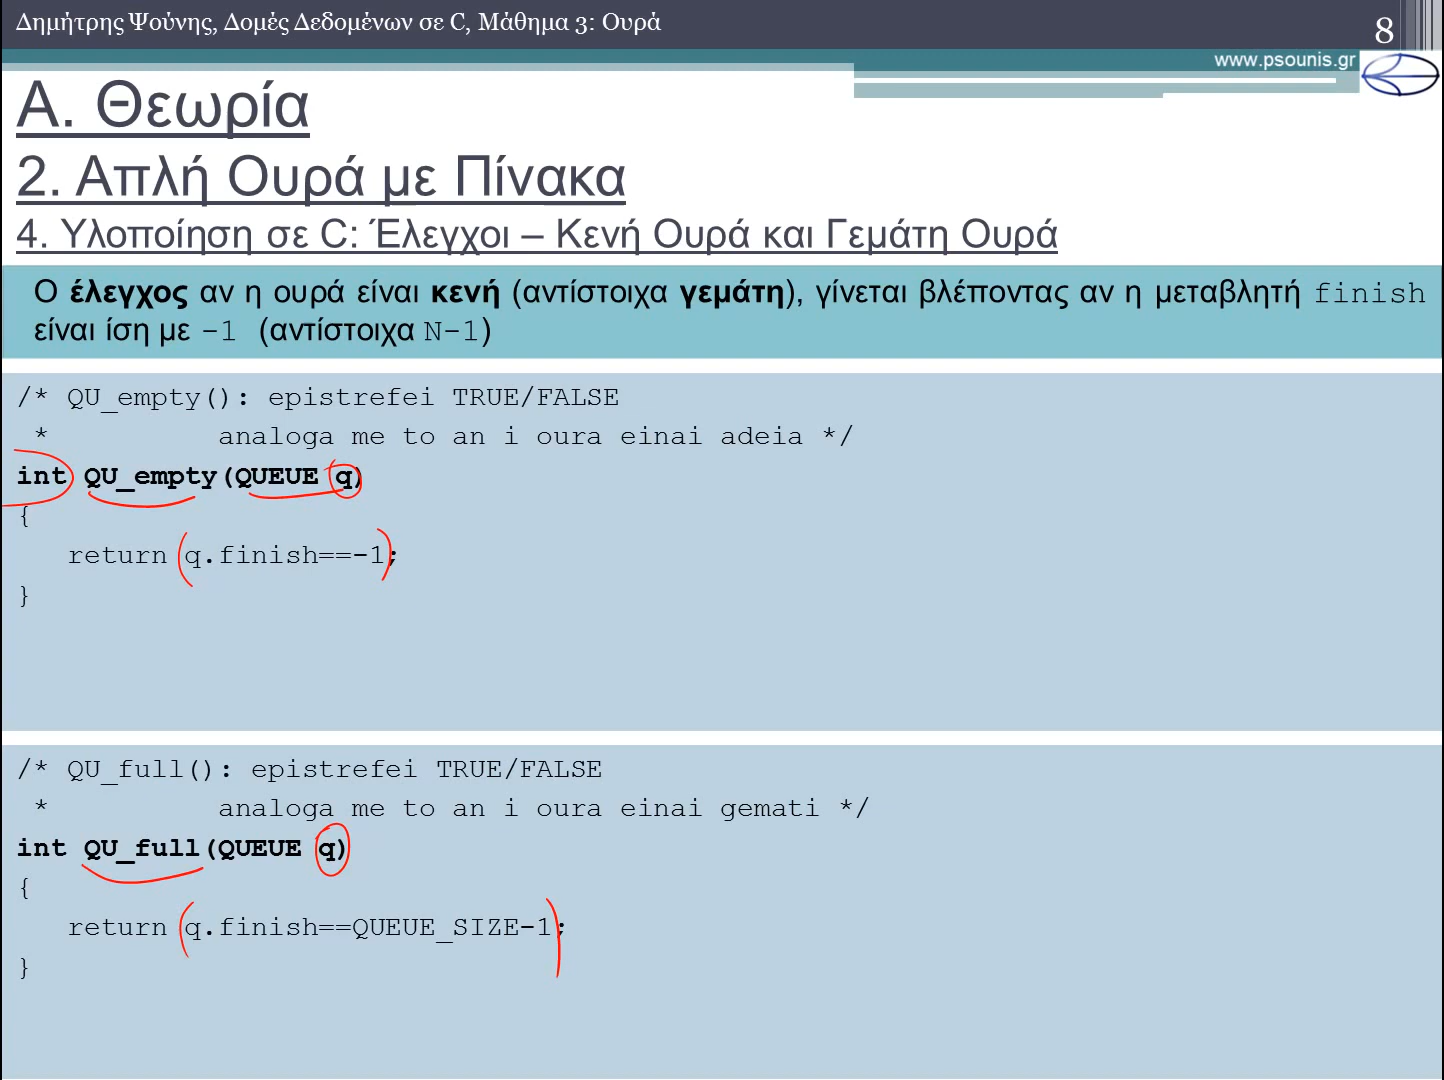 Δημήτρης Ψούνης, Δομές Δεδομένων σε C, Μάθημα 3: Ουρά
8
www.psounis.gr
Α. Θεωρία
2. Απλή Ουρά με Πίνακα
4. Υλοποίηση σε C: Έλεγχοι – Κενή Ουρά και Γεμάτη Ουρά
Ο έλεγχος αν η ουρά είναι κενή (αντίστοιχα γεμάτη), γίνεται βλέποντας αν η μεταβλητή finish
είναι ίση με -1 (αντίστοιχα N-1)
/* QU_empty(): epistrefei TRUE/FALSE
* analoga me to an i oura einai adeia */
int QU_empty(QUEUE q)
{
return q.finish==-1;
}
/* QU_full(): epistrefei TRUE/FALSE
* analoga me to an i oura einai gemati */
int QU_full(QUEUE q)
{
return q.finish==QUEUE_SIZE-1;
}